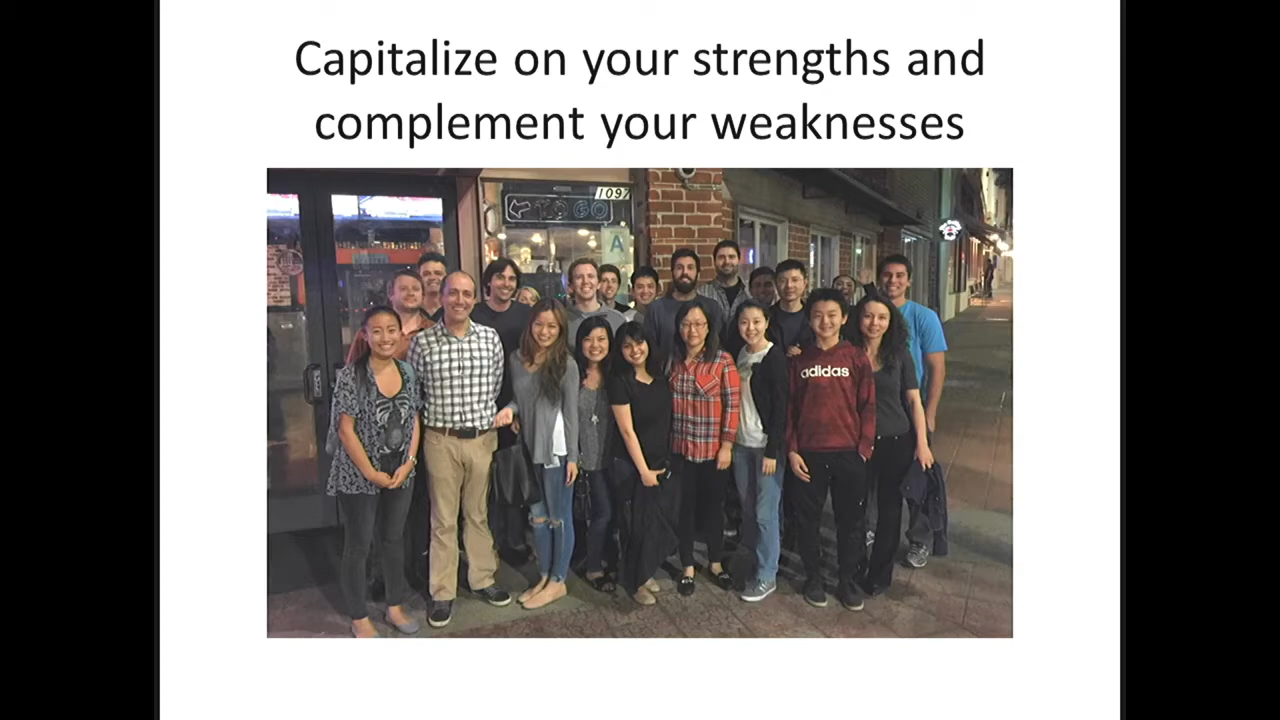 Capitalize on your strengths and
complement your weaknesses
1097
TO GO
A
adidas